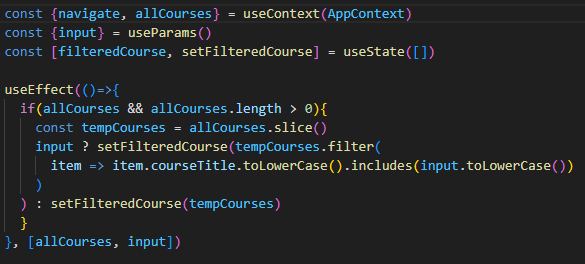 const {navigate, allCourses} = useContext(AppContext)
const {input} = useParams()
const [filteredCourse, setFilteredCourse] = useState([])

useEffect(()=>{
  if(allCourses && allCourses.length > 0){
    const tempCourses = allCourses.slice()
    input ? setFilteredCourse(tempCourses.filter(
      item => item.courseTitle.toLowerCase().includes(input.toLowerCase())
    )
  ) : setFilteredCourse(tempCourses)
  }
}, [allCourses, input])